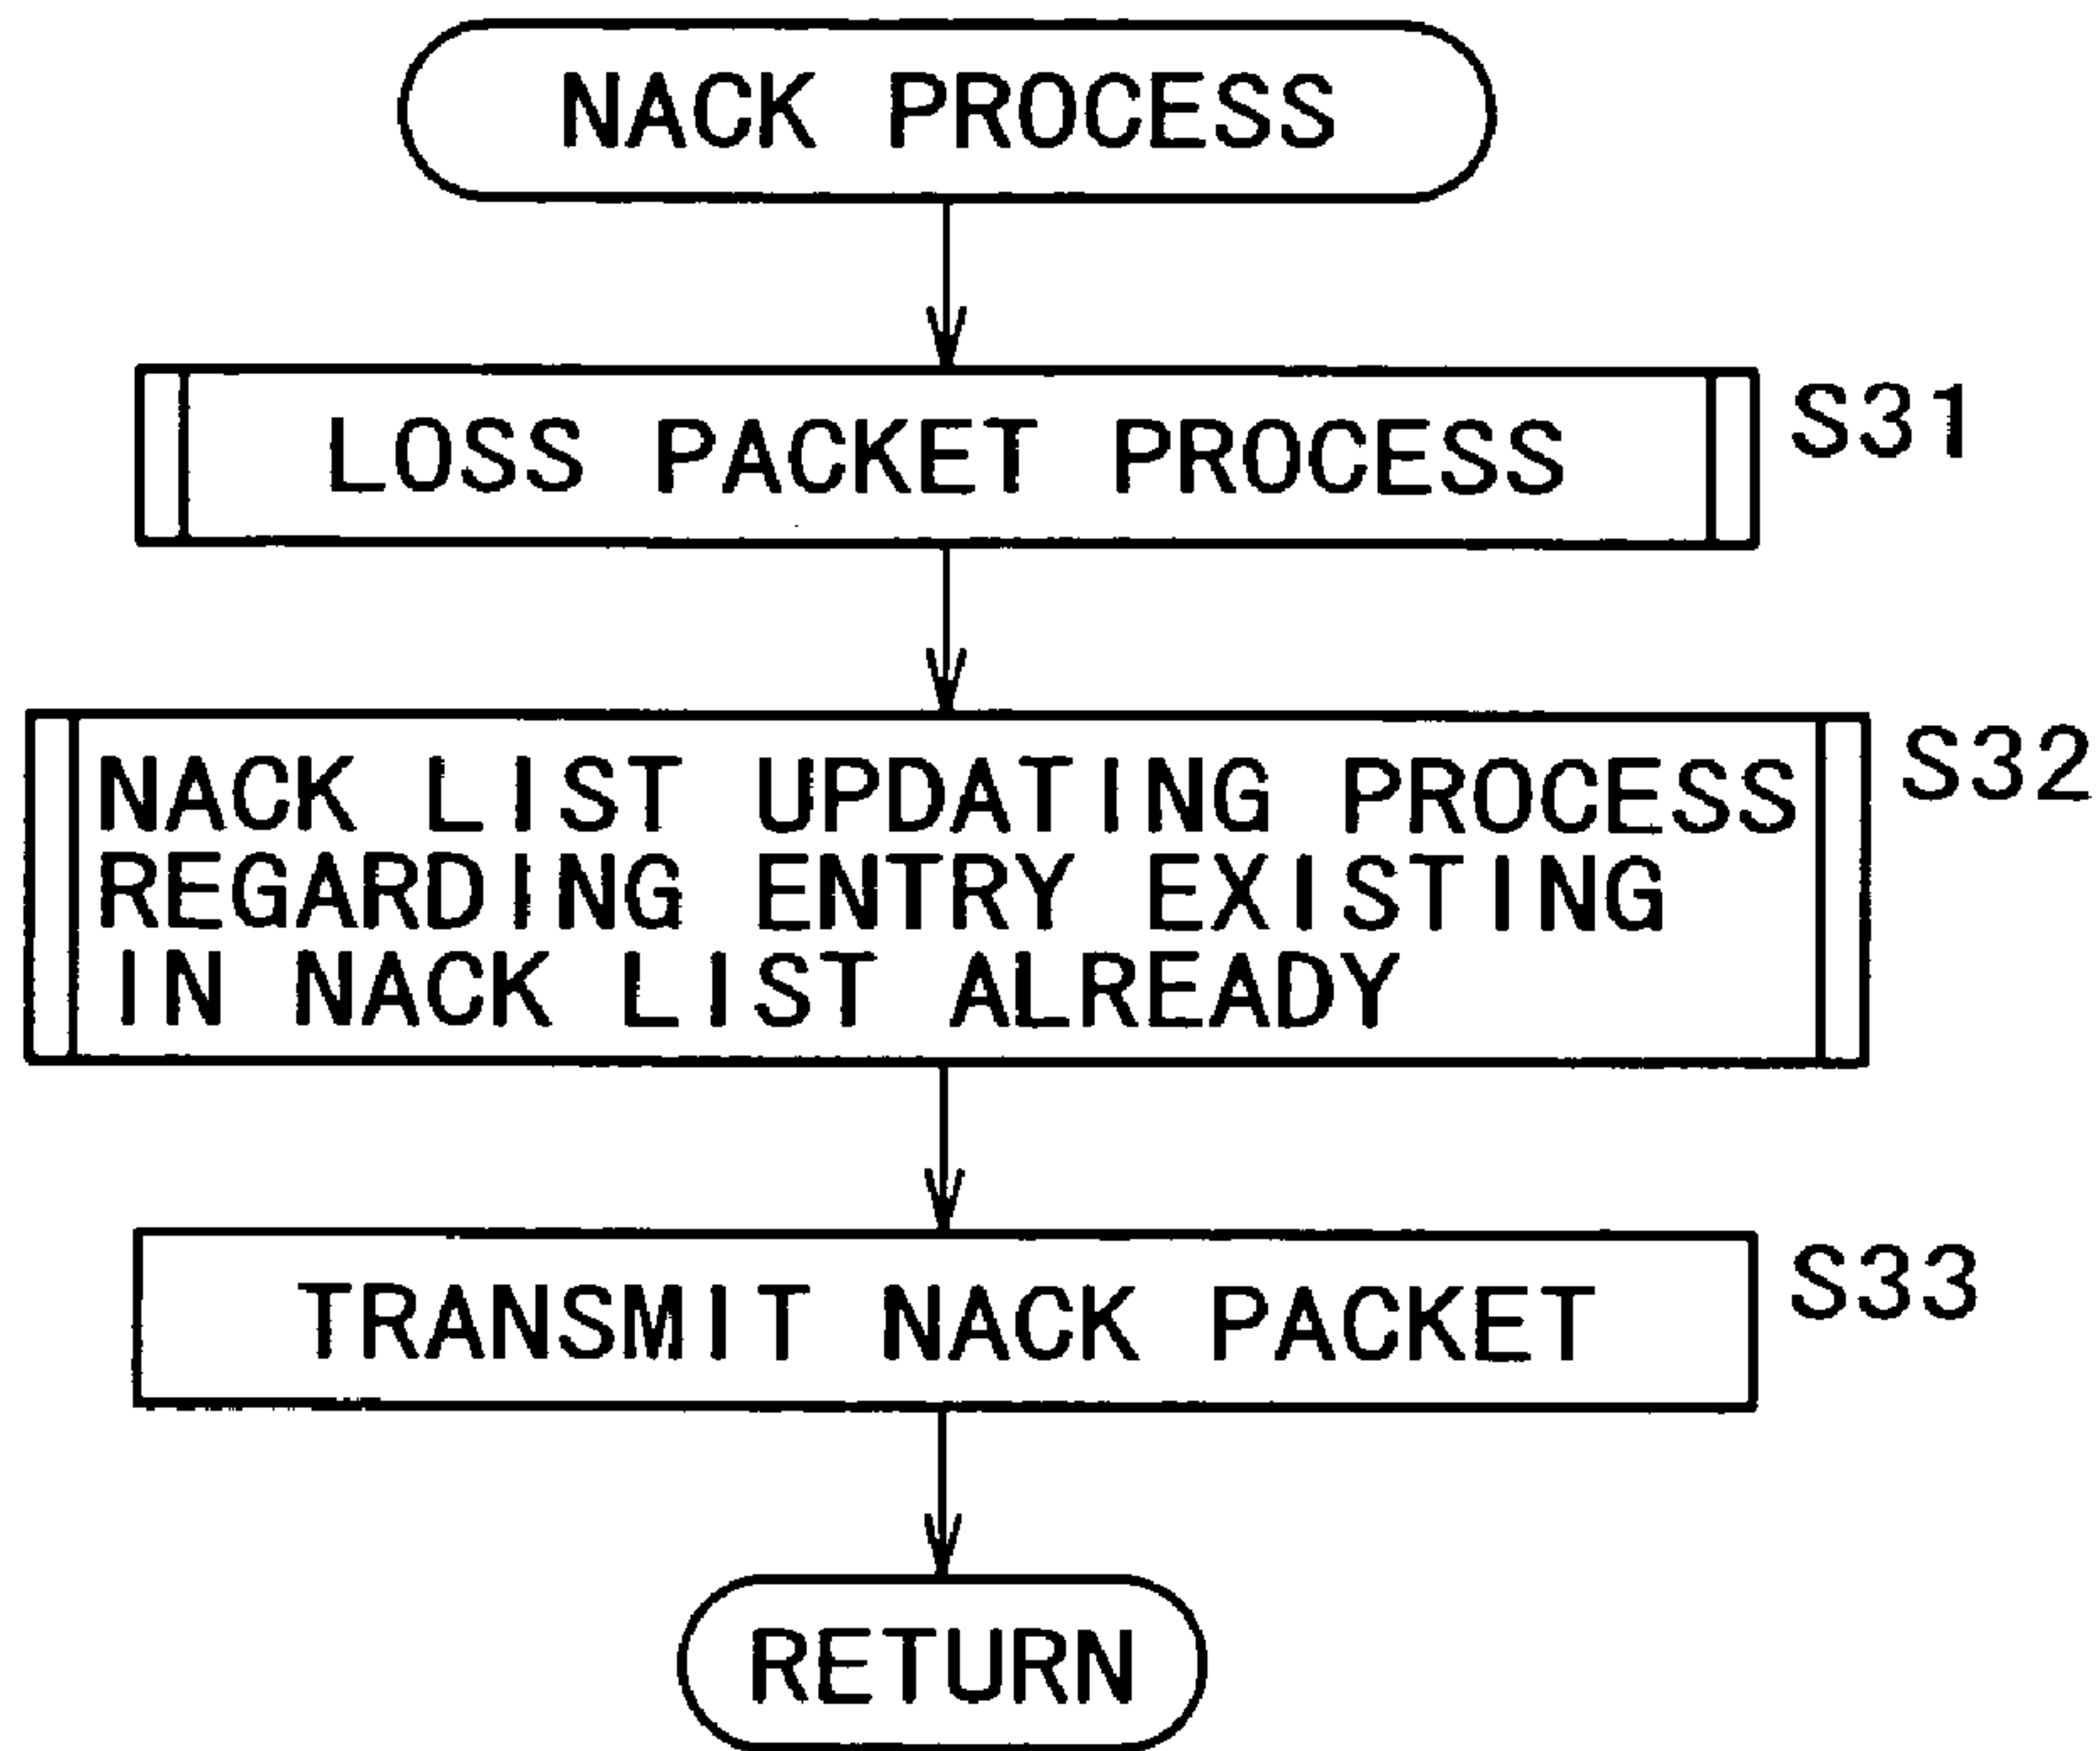 NACK PROCESS
LOSS PACKET PROCESS
S31
NACK LIST UPDATING PROCESS
REGARDING ENTRY EXISTING
IN NACK LIST ALREADY
S32
TRANSMIT NACK PACKET
S33
RETURN